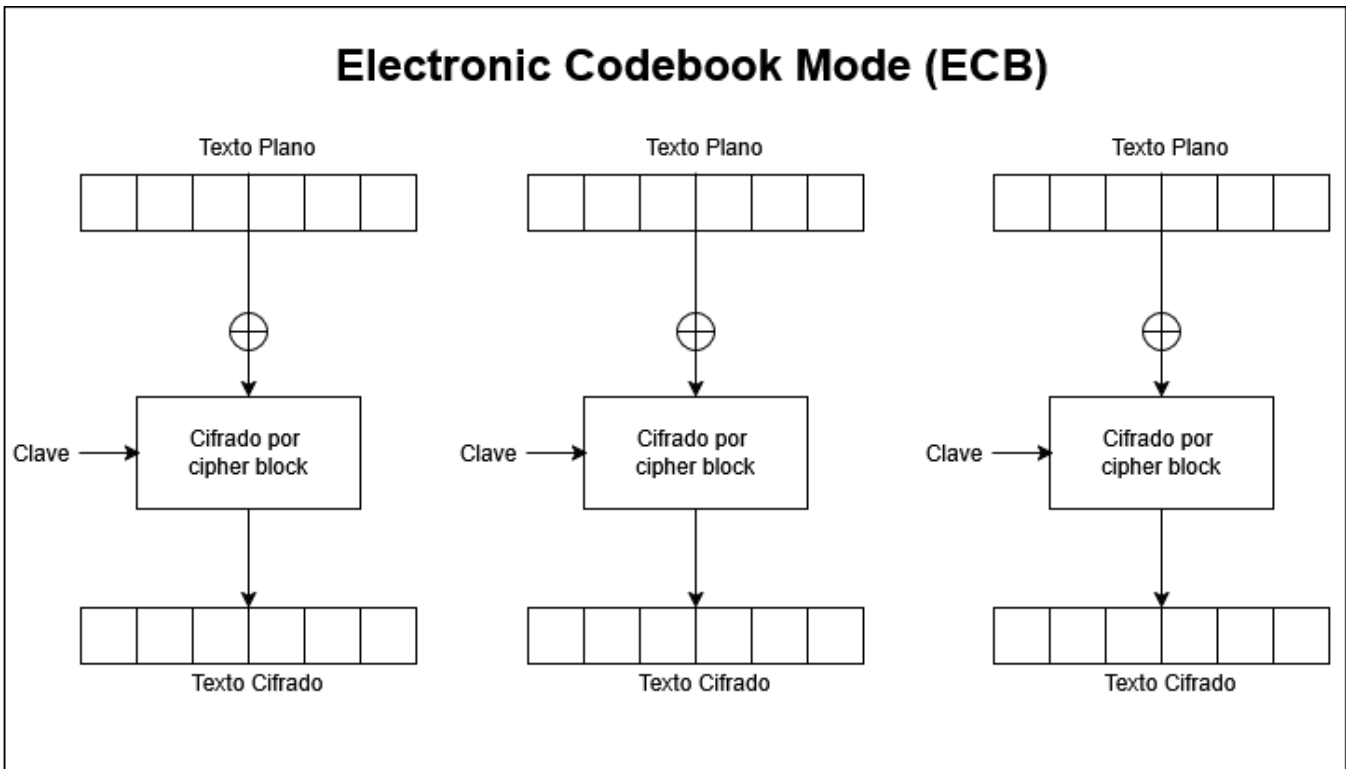 Electronic Codebook Mode (ECB)
Texto Plano
Texto Plano
Texto Plano
Clave
Cifrado por
cipher block
Clave
Cifrado por
cipher block
Clave
Cifrado por
cipher block
Texto Cifrado
Texto Cifrado
Texto Cifrado